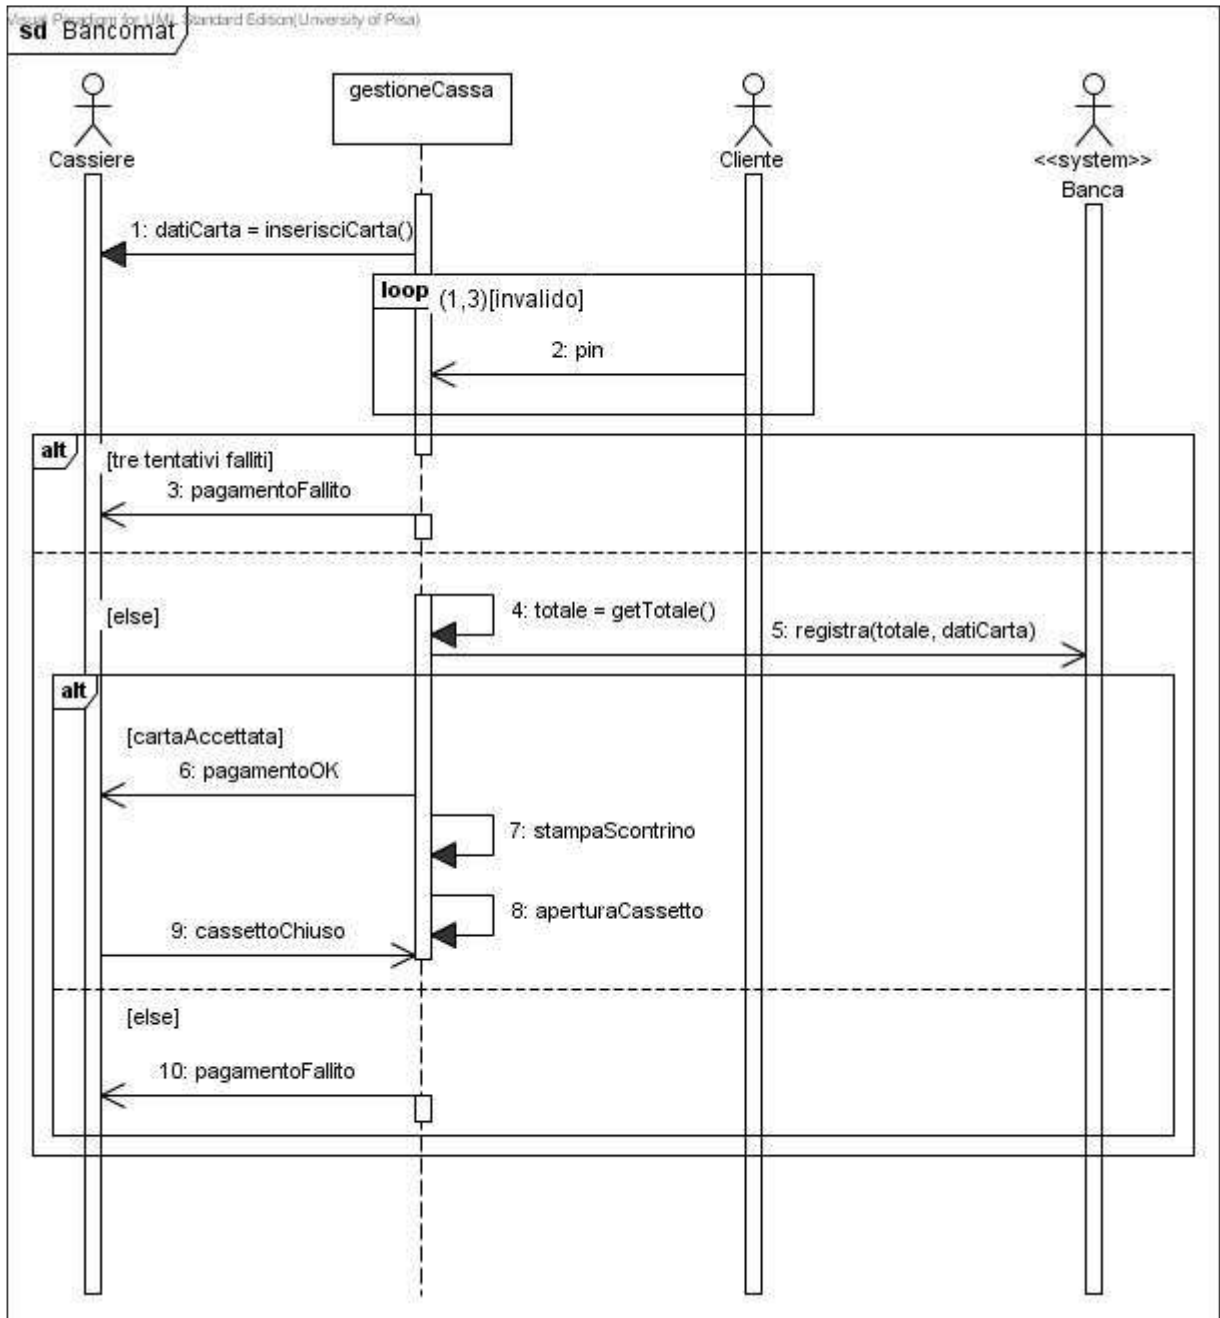 Visual Paradigm for UML Standard Edition(University of Pisa)
sd Bancomat
gestioneCassa
Cassiere
Cliente
<<system>>
Banca
1: datiCarta = inserisciCarta()
loop
(1,3)[invalido]
2: pin
alt
[tre tentativi falliti]
3: pagamentoFallito
[else]
4: totale = getTotale()
5: registra(totale, datiCarta)
alt
[cartaAccettata]
6: pagamentoOK
7: stampaScontrino
8: aperturaCassetto
9: cassettoChiuso
[else]
10: pagamentoFallito